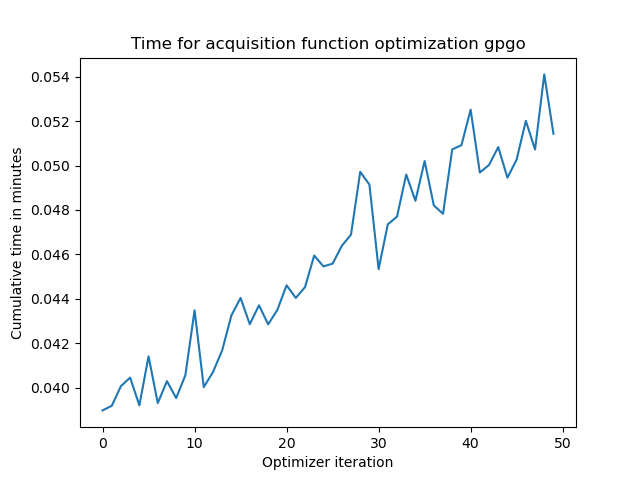 Time for acquisition function optimization gpgo
Cumulative time in minutes
0.054
0.052
0.050
0.048
0.046
0.044
0.042
0.040
0 10 20 30 40 50
Optimizer iteration